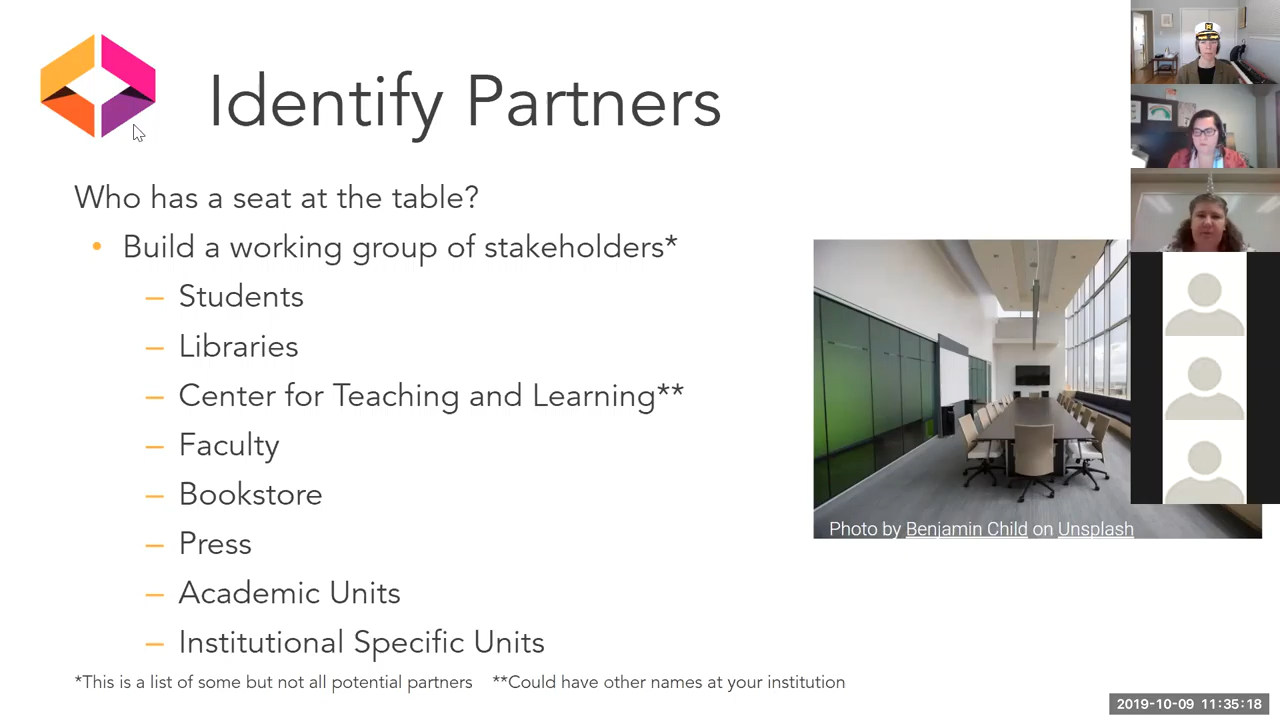 Identify Partners
Who has a seat at the table?
• Build a working group of stakeholders*
– Students
– Libraries
– Center for Teaching and Learning**
– Faculty
– Bookstore
– Press
– Academic Units
– Institutional Specific Units
*This is a list of some but not all potential partners **Could have other names at your institution
Photo by Benjamin Child on Unsplash
2019-10-09 11:35:18